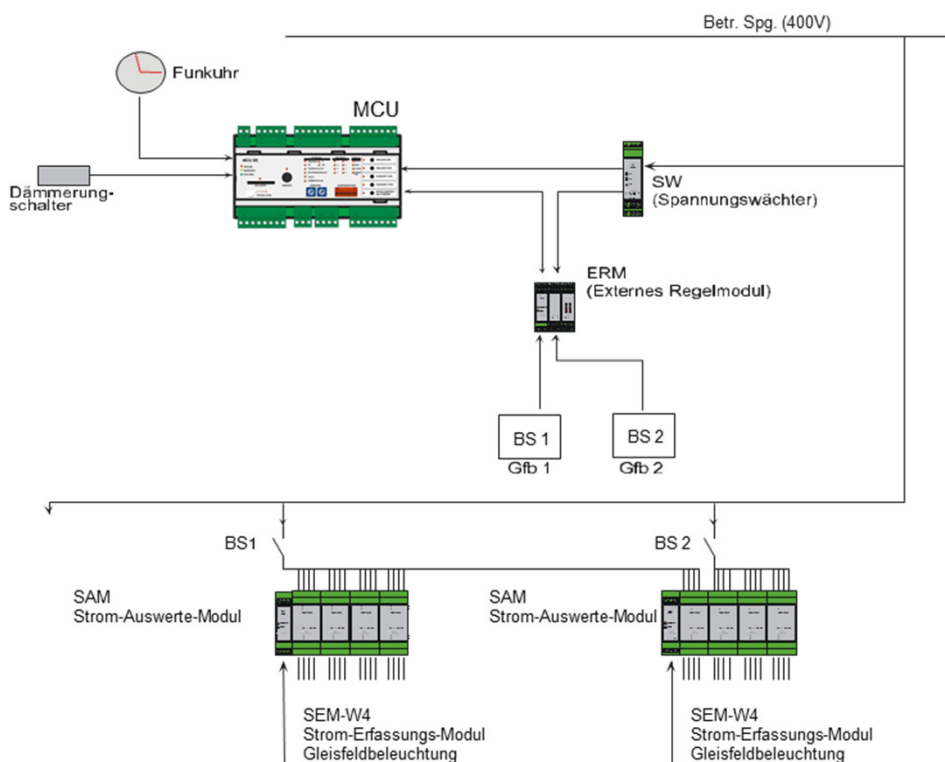 Betr. Spg. (400V)
Funkuhr
MCU
Dämmerung-
schalter
SW
(Spannungswächter)
ERM
(Externes Regelmodul)
BS 1
BS 2
Gfb 1
Gfb 2
BS1
BS 2
SAM
Strom-Auswerte-Modul
SAM
Strom-Auswerte-Modul
SEM-W4
Strom-Erfassungs-Modul
Gleisfeldbeleuchtung
SEM-W4
Strom-Erfassungs-Modul
Gleisfeldbeleuchtung